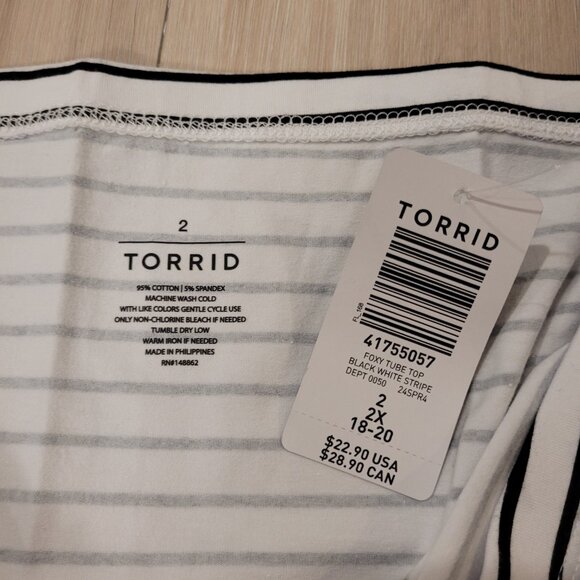 2
TORRID
95% COTTON | 5% SPANDEX
MACHINE WASH COLD
WITH LIKE COLORS GENTLE CYCLE USE
ONLY NON-CHLORINE BLEACH IF NEEDED
TUMBLE DRY LOW
WARM IRON IF NEEDED
MADE IN PHILIPPINES
RN#148862
TORRID
FL_168
41755057
FOXY TUBE TOP
BLACK WHITE STRIPE
DEPT 0050 24SPR4
2
2X
18-20
$22.90 USA
$28.90 CAN